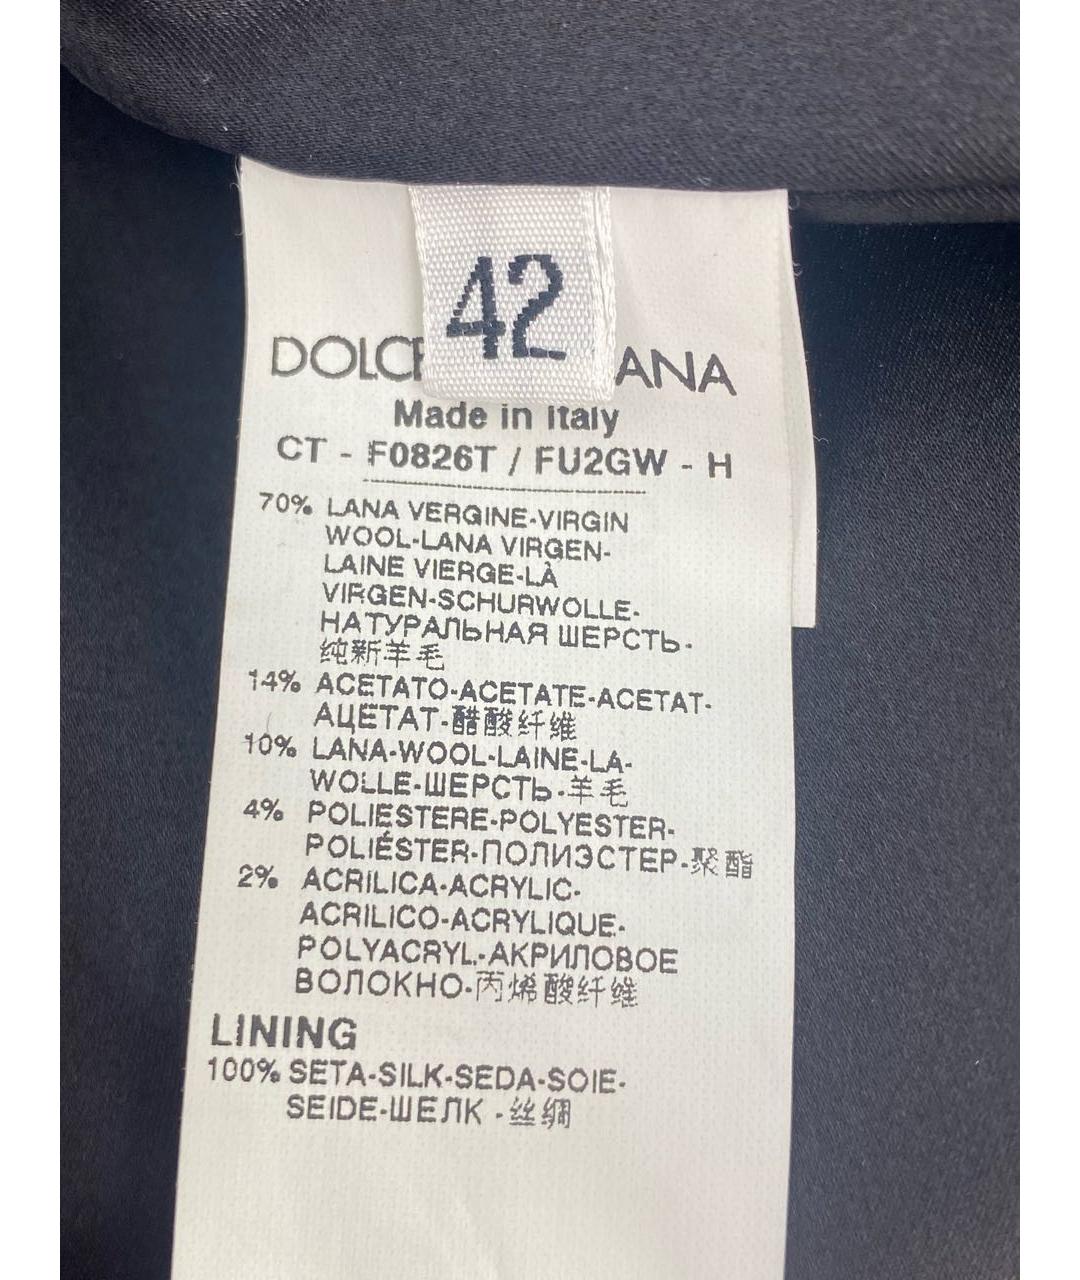 42
DOLCE ANA
Made in Italy
CT - F0826T / FU2GW - H
70% LANA VERGINE-VIRGIN
WOOL-LANA VIRGEN-
LAINE VIERGE-LÀ
VIRGEN-SCHURWOLLE-
НАТУРАЛЬНАЯ ШЕРСТЬ-
纯新羊毛
14% ACETATO-ACETATE-ACETAT-
АЦЕТАТ-醋酸纤维
10% LANA-WOOL-LAINE-LA-
WOLLE-ШЕРСТЬ-羊毛
4% POLIESTERE-POLYESTER-
POLIÉSTER-ПОЛИЭСТЕР-聚酯
2% ACRILICA-ACRYLIC-
ACRILICO-ACRYLIQUE-
POLYACRYL-АКРИЛОВОЕ
ВОЛОКНО-丙烯酸纤维
LINING
100% SETA-SILK-SEDA-SOIE-
SEIDE-ШЕЛК-丝绸